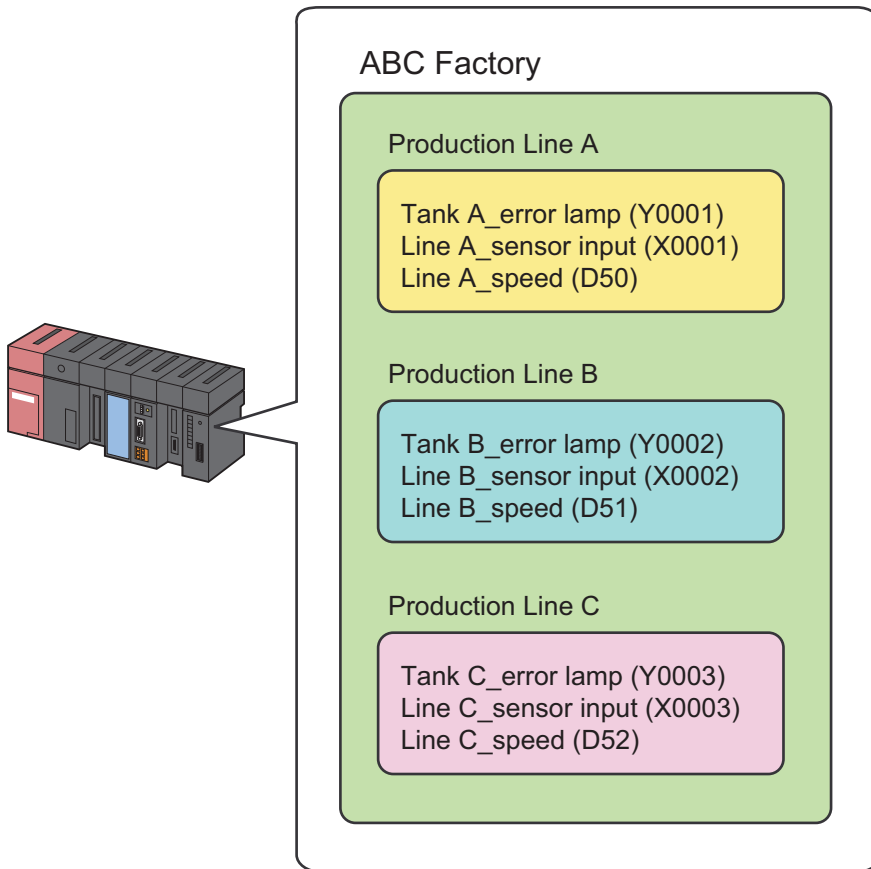 ABC Factory
Production Line A
Tank A_error lamp (Y0001)
Line A_sensor input (X0001)
Line A_speed (D50)
Production Line B
Tank B_error lamp (Y0002)
Line B_sensor input (X0002)
Line B_speed (D51)
Production Line C
Tank C_error lamp (Y0003)
Line C_sensor input (X0003)
Line C_speed (D52)